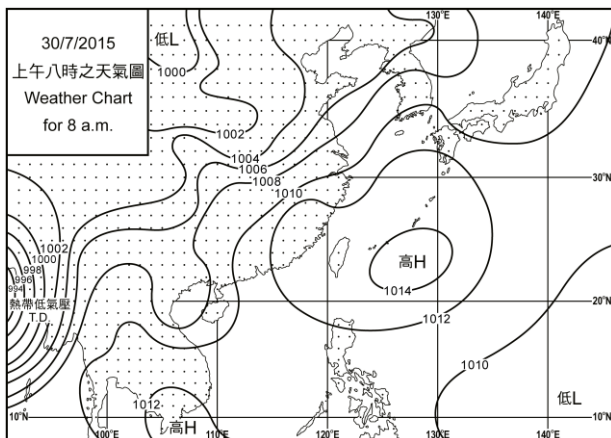 30/7/2015
上午八時之天氣圖
Weather Chart
for 8 a.m.
低L
1000
1002
1004
1006
1008
1010
130°E
140°E
40°N
30°N
高H
1014
20°N
1012
1002
1000
998
996
994
熱帶低氣壓
T.D.
1010
低L
1012
高H
10°N
100°E
110°E
120°E
130°E
140°E
10°N